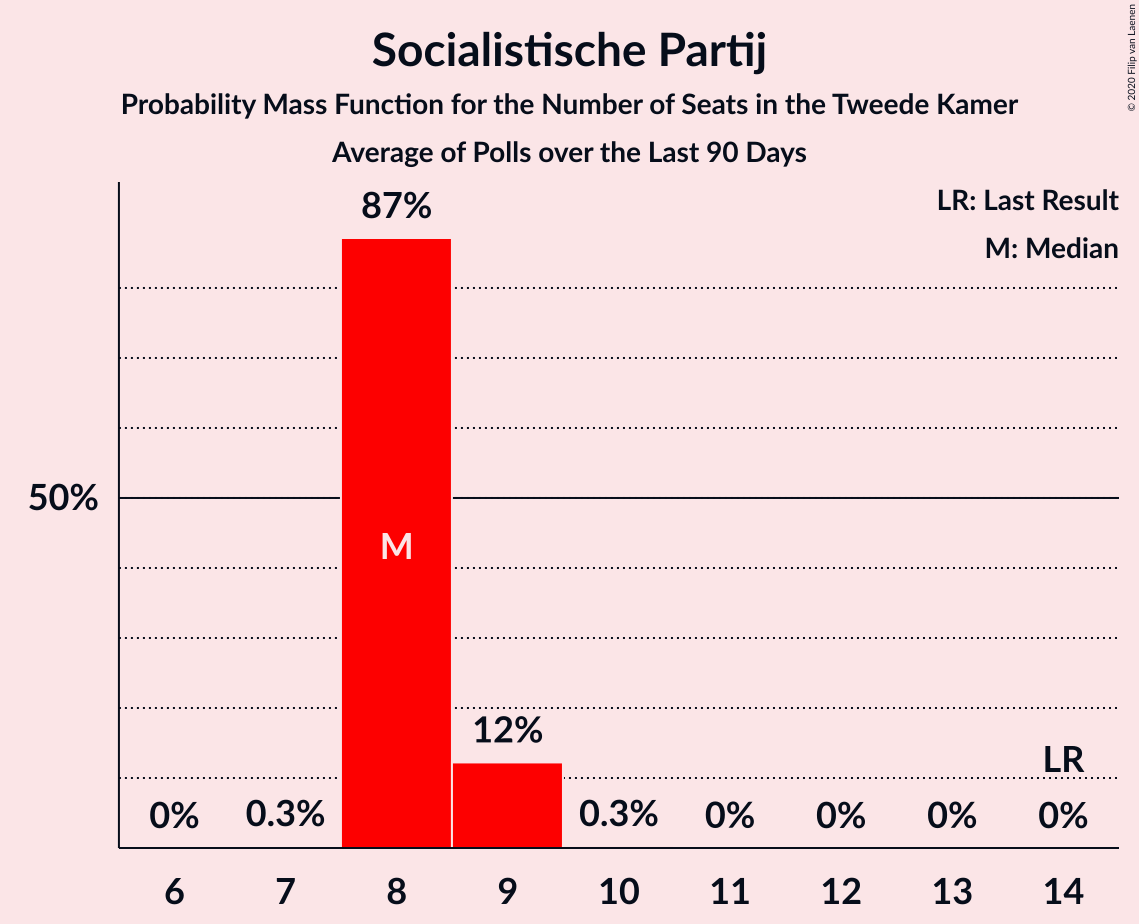 Socialistische Partij
Probability Mass Function for the Number of Seats in the Tweede Kamer
Average of Polls over the Last 90 Days
© 2020 Filip van Laenen
LR: Last Result
M: Median
87%
50%
M
12%
LR
0% 0.3% 0.3% 0% 0% 0% 0%
6 7 8 9 10 11 12 13 14